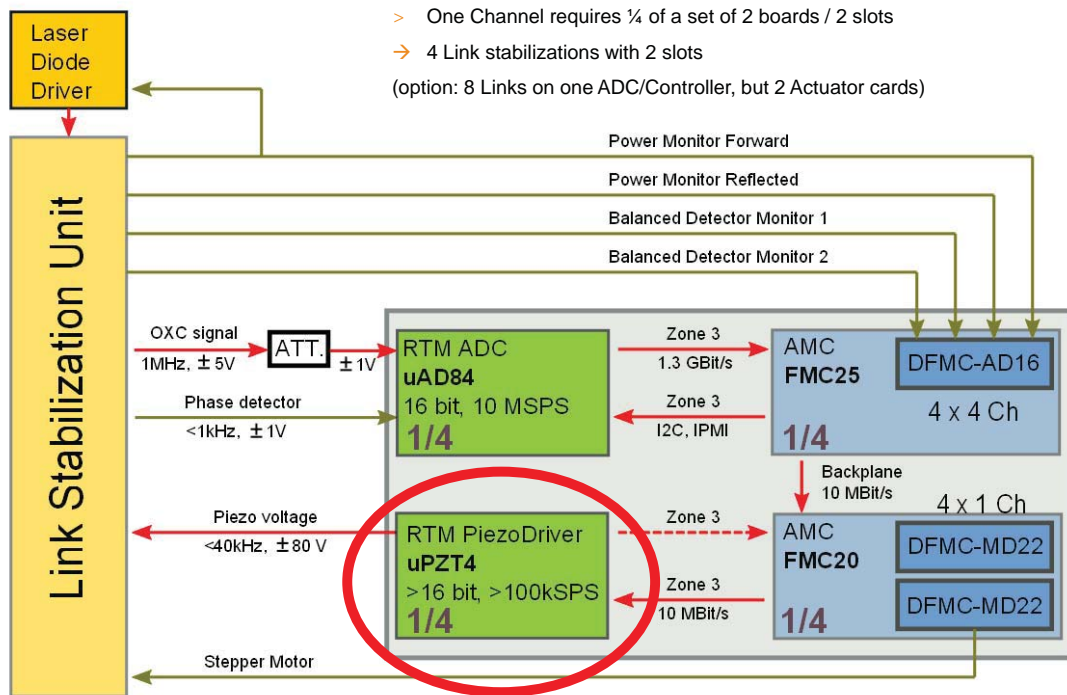 > One Channel requires ¼ of a set of 2 boards / 2 slots
→ 4 Link stabilizations with 2 slots
(option: 8 Links on one ADC/Controller, but 2 Actuator cards)
Laser
Diode
Driver
Link Stabilization Unit
Power Monitor Forward
Power Monitor Reflected
Balanced Detector Monitor 1
Balanced Detector Monitor 2
OXC signal
1MHz, ±5V
ATT.
±1V
Phase detector
<1kHz, ±1V
RTM ADC
uAD84
16 bit, 10 MSPS
1/4
Zone 3
1.3 GBit/s
Zone 3
I2C, IPMI
AMC
FMC25
DFMC-AD16
4 x 4 Ch
1/4
Backplane
10 MBit/s
Piezo voltage
<40kHz, ±80 V
RTM PiezoDriver
uPZT4
>16 bit, >100kSPS
1/4
Zone 3
Zone 3
10 MBit/s
4 x 1 Ch
AMC
FMC20
DFMC-MD22
DFMC-MD22
1/4
Stepper Motor